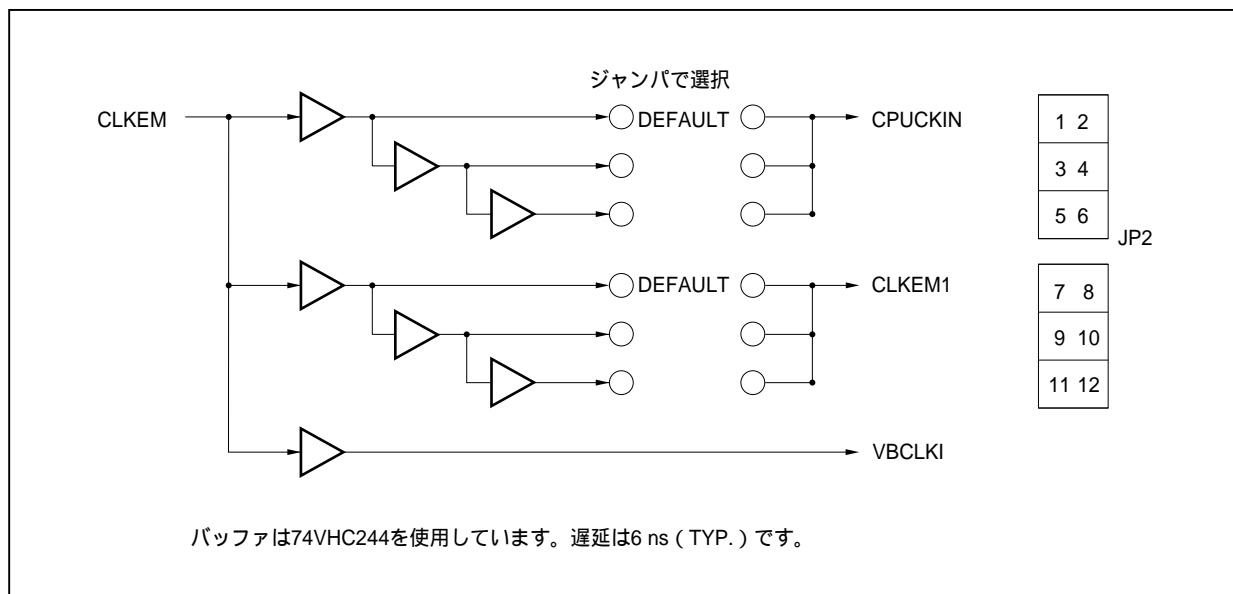 ジャンパで選択
CLKEM
DEFAULT
CPUCKIN
1 2
3 4
5 6
JP2
DEFAULT
CLKEM1
7 8
9 10
11 12
VBCLKI
バッファは74VHC244を使用しています。遅延は6 ns ( TYP. ) です。